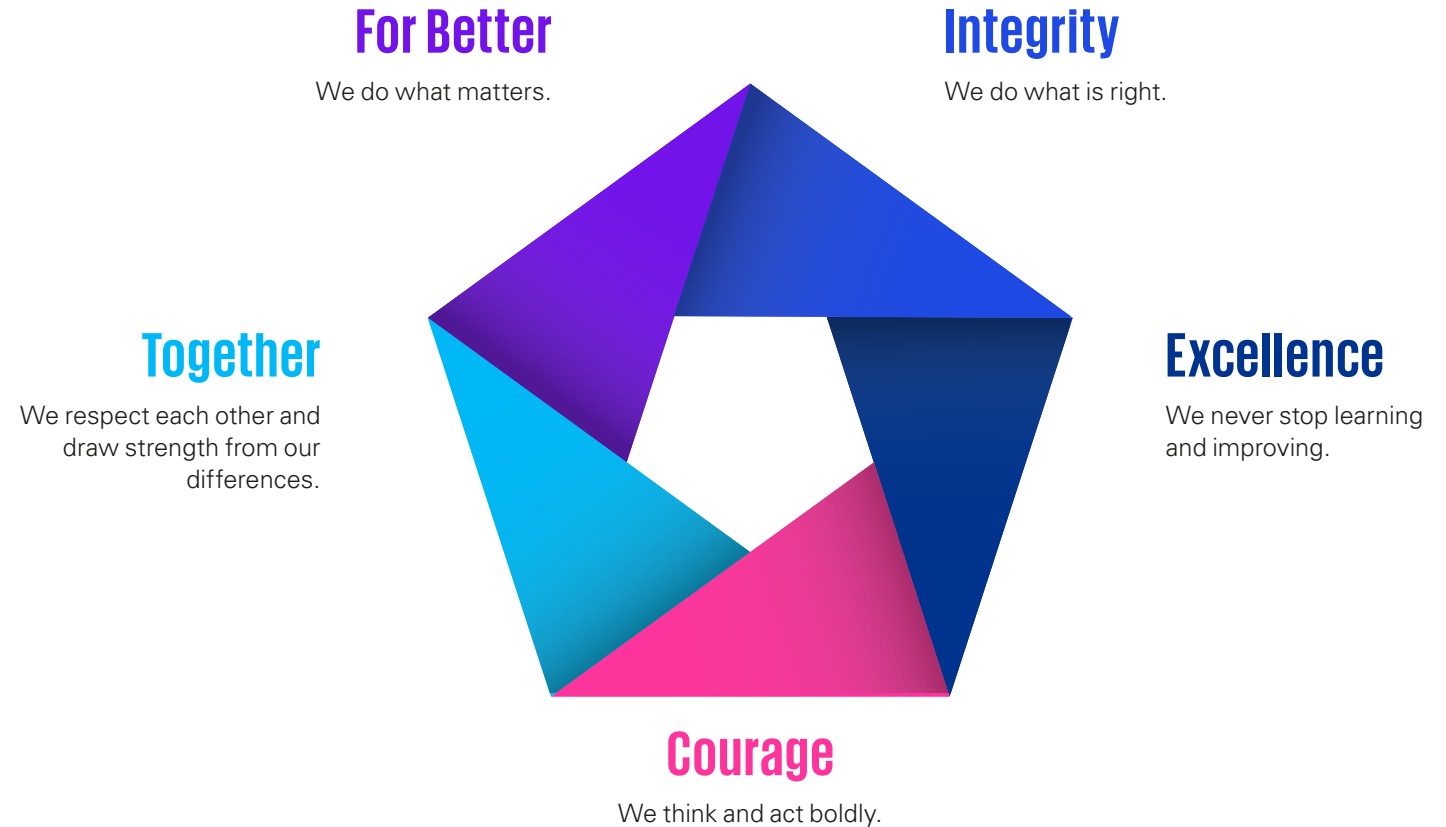 For Better
We do what matters.
Integrity
We do what is right.
Together
We respect each other and
draw strength from our
differences.
Excellence
We never stop learning
and improving.
Courage
We think and act boldly.